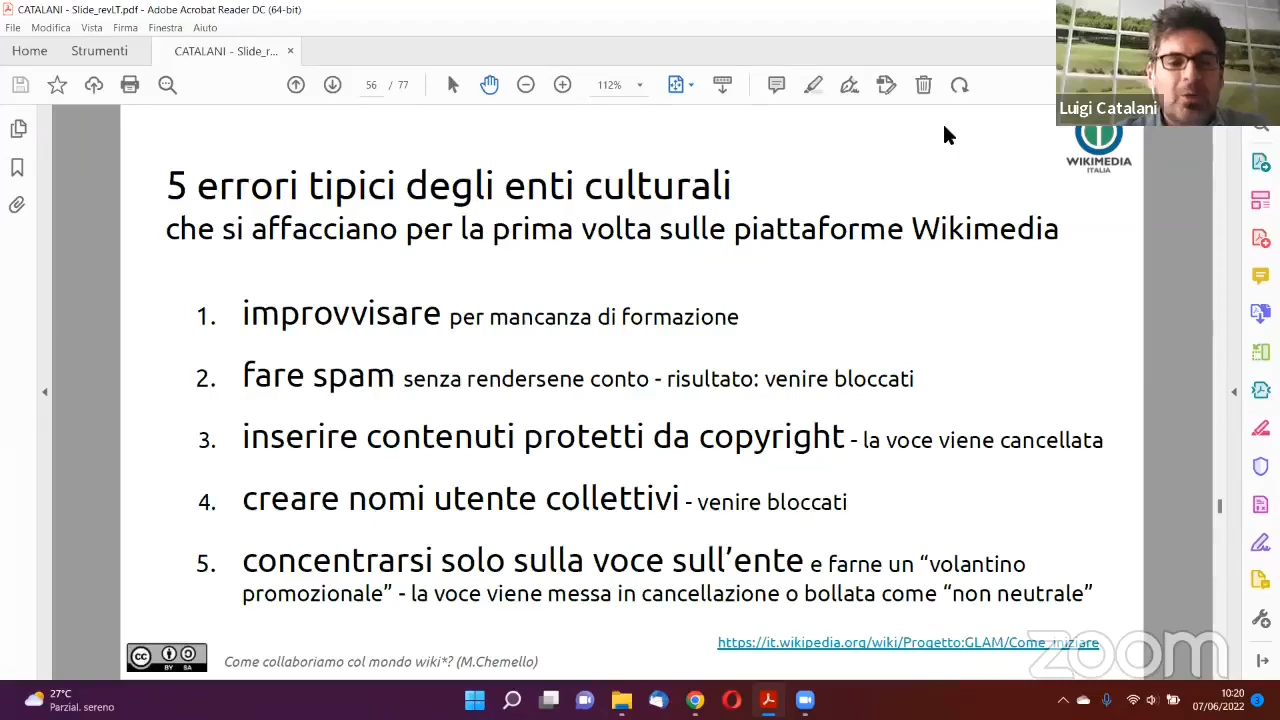 CATALANI - Slide_revLT.pdf - Adobe Acrobat Reader DC (64-bit)
File Modifica Vista Firma Finestra Aiuto
Home Strumenti CATALANI - Slide_r... ×
56 / 77 112%
Luigi Catalani
WIKIMEDIA
ITALIA
5 errori tipici degli enti culturali
che si affacciano per la prima volta sulle piattaforme Wikimedia
1. improvvisare per mancanza di formazione
2. fare spam senza rendersene conto - risultato: venire bloccati
3. inserire contenuti protetti da copyright - la voce viene cancellata
4. creare nomi utente collettivi - venire bloccati
5. concentrarsi solo sulla voce sull’ente e farne un “volantino
promozionale” - la voce viene messa in cancellazione o bollata come “non neutrale”
https://it.wikipedia.org/wiki/Progetto:GLAM/Come_iniziare
zoom
cc BY SA
Come collaboriamo col mondo wiki*? (M.Chemello)
27°C
Parzial. sereno
10:20
07/06/2022
3